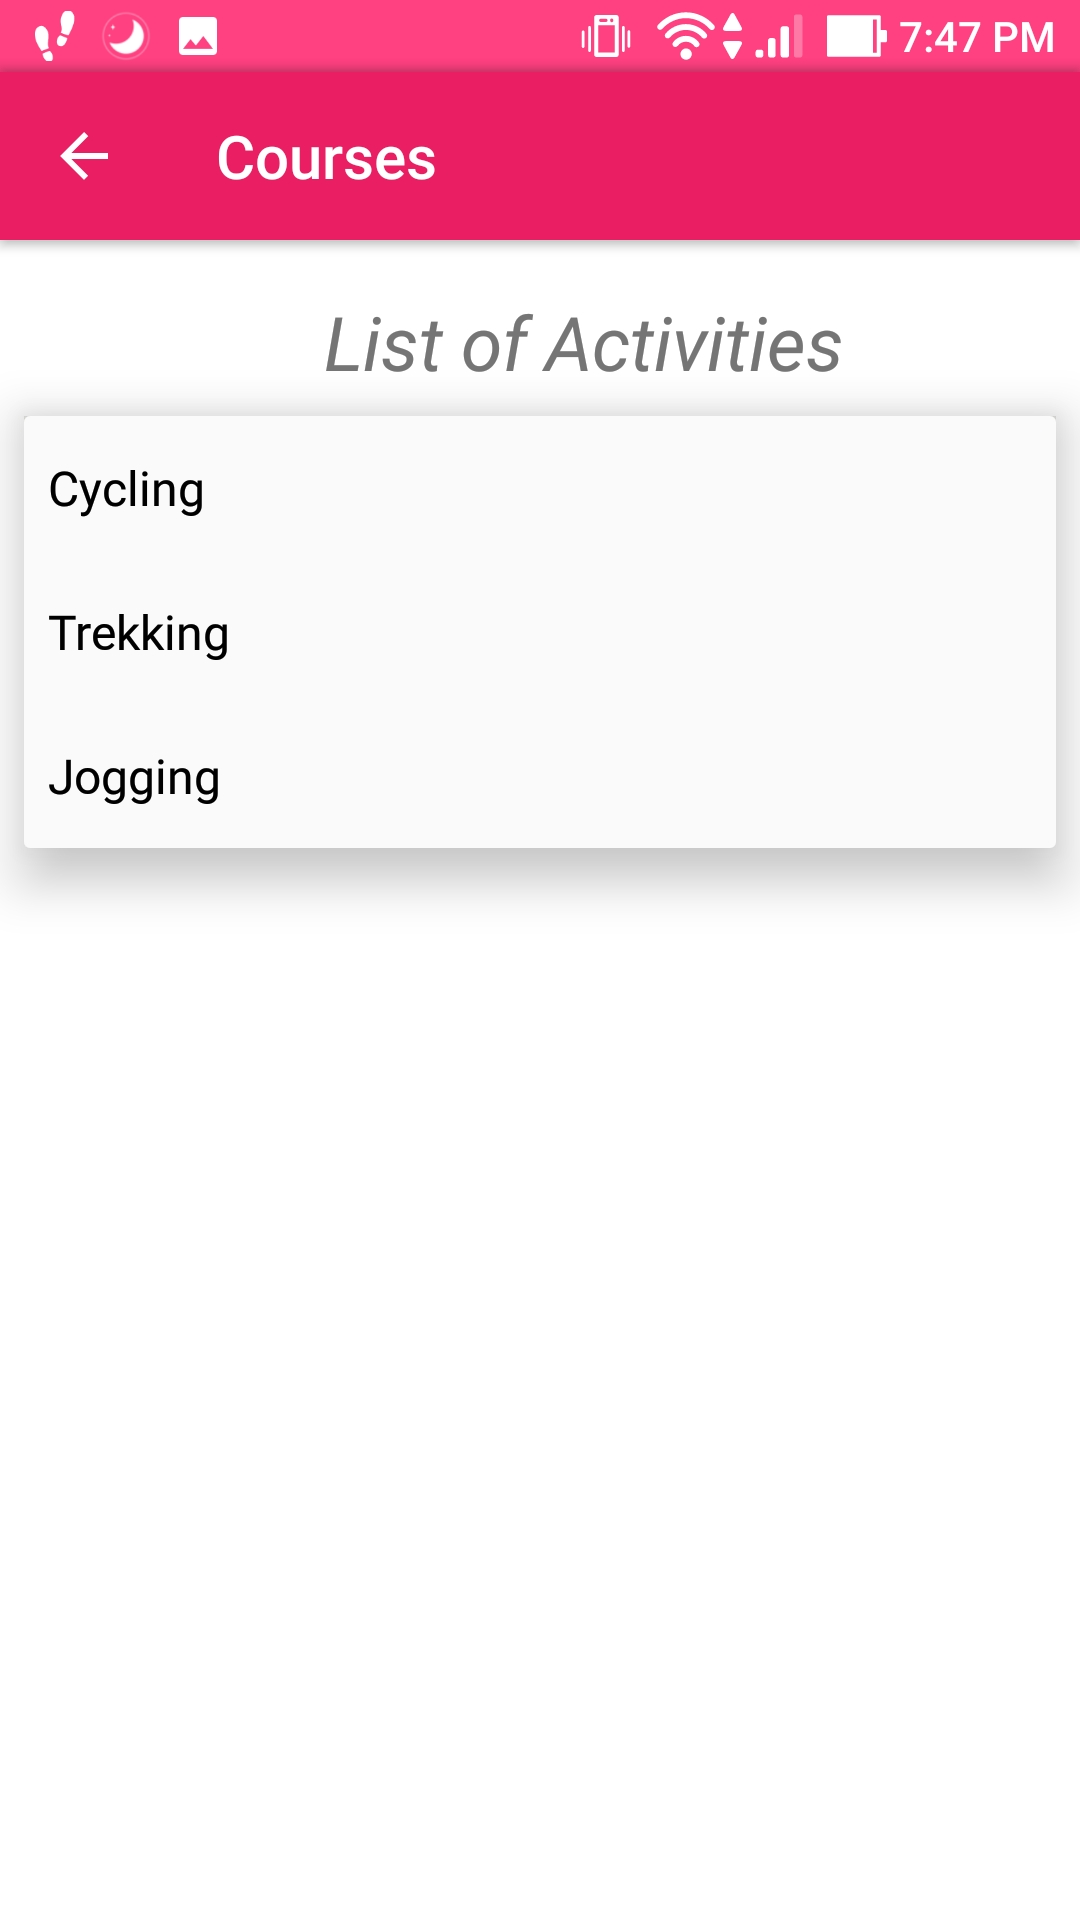 7:47 PM
Courses
List of Activities
Cycling
Trekking
Jogging